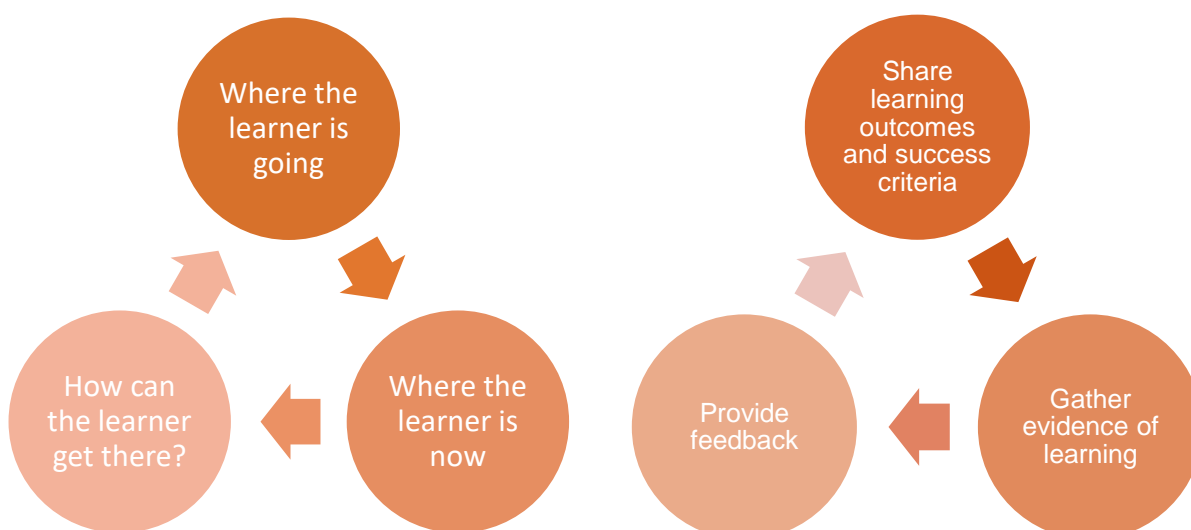 Where the
learner is
going
How can
the learner
get there?
Where the
learner is
now
Share
learning
outcomes
and success
criteria
Provide
feedback
Gather
evidence of
learning